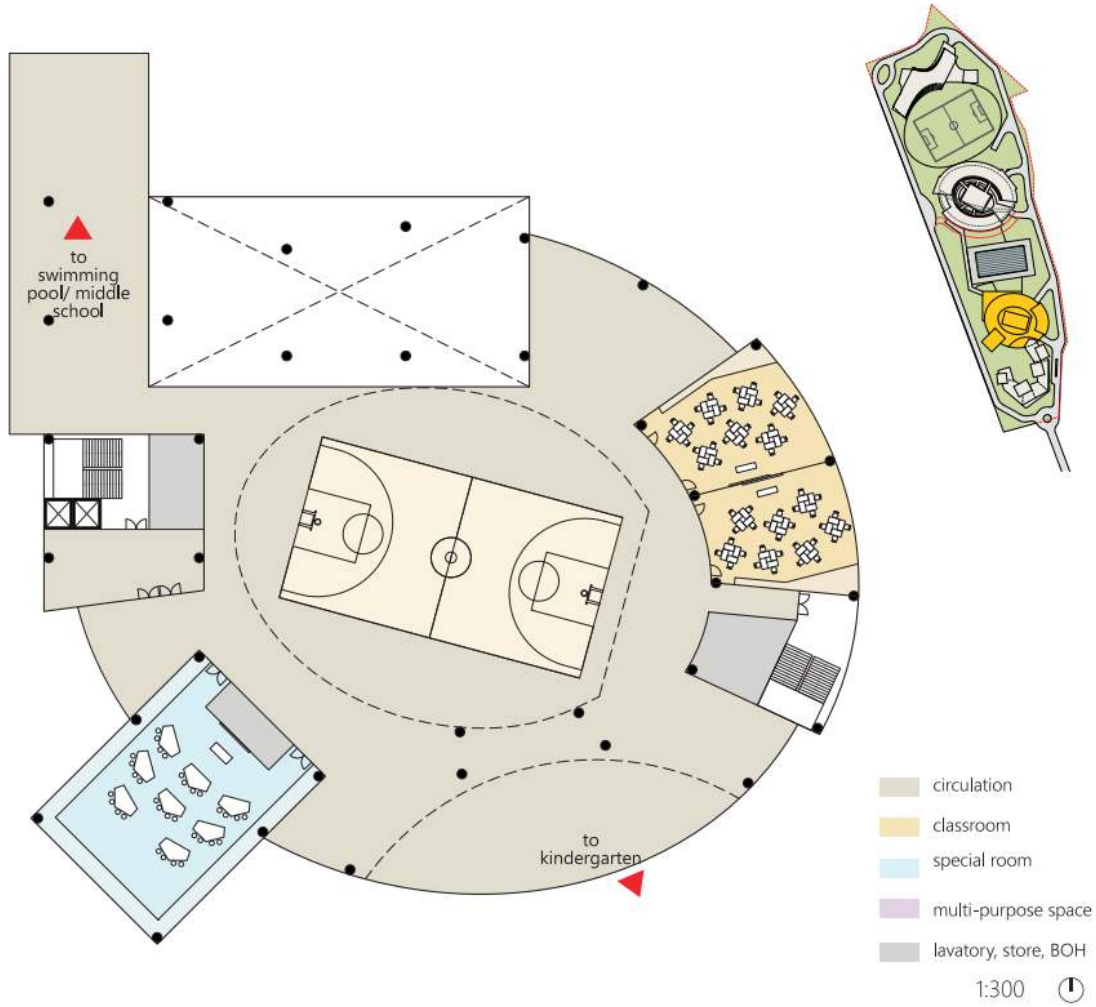 to
swimming
pool/ middle
school
to
kindergarten
circulation
classroom
special room
multi-purpose space
lavatory, store, BOH
1:300